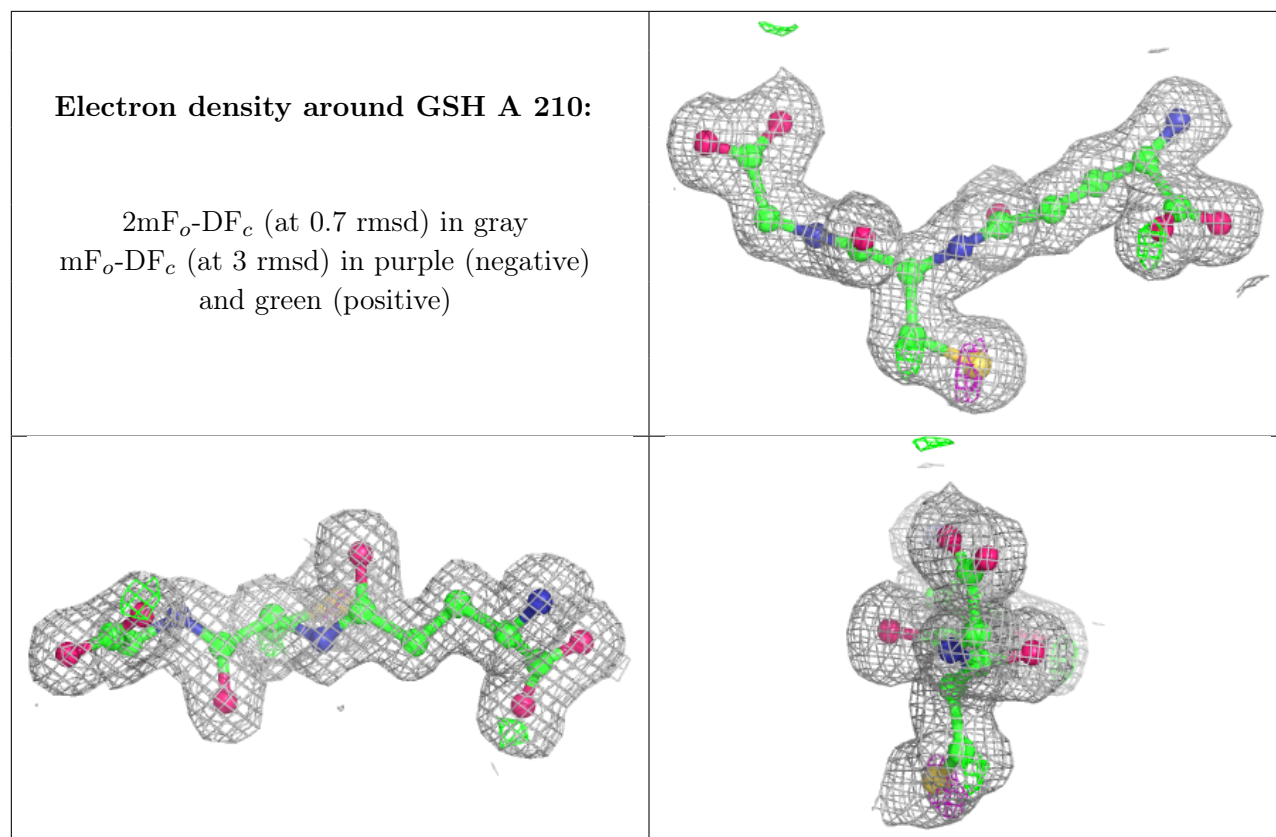 Electron density around GSH A 210:
2mFₒ-DF𝒸 (at 0.7 rmsd) in gray
mFₒ-DF𝒸 (at 3 rmsd) in purple (negative)
and green (positive)